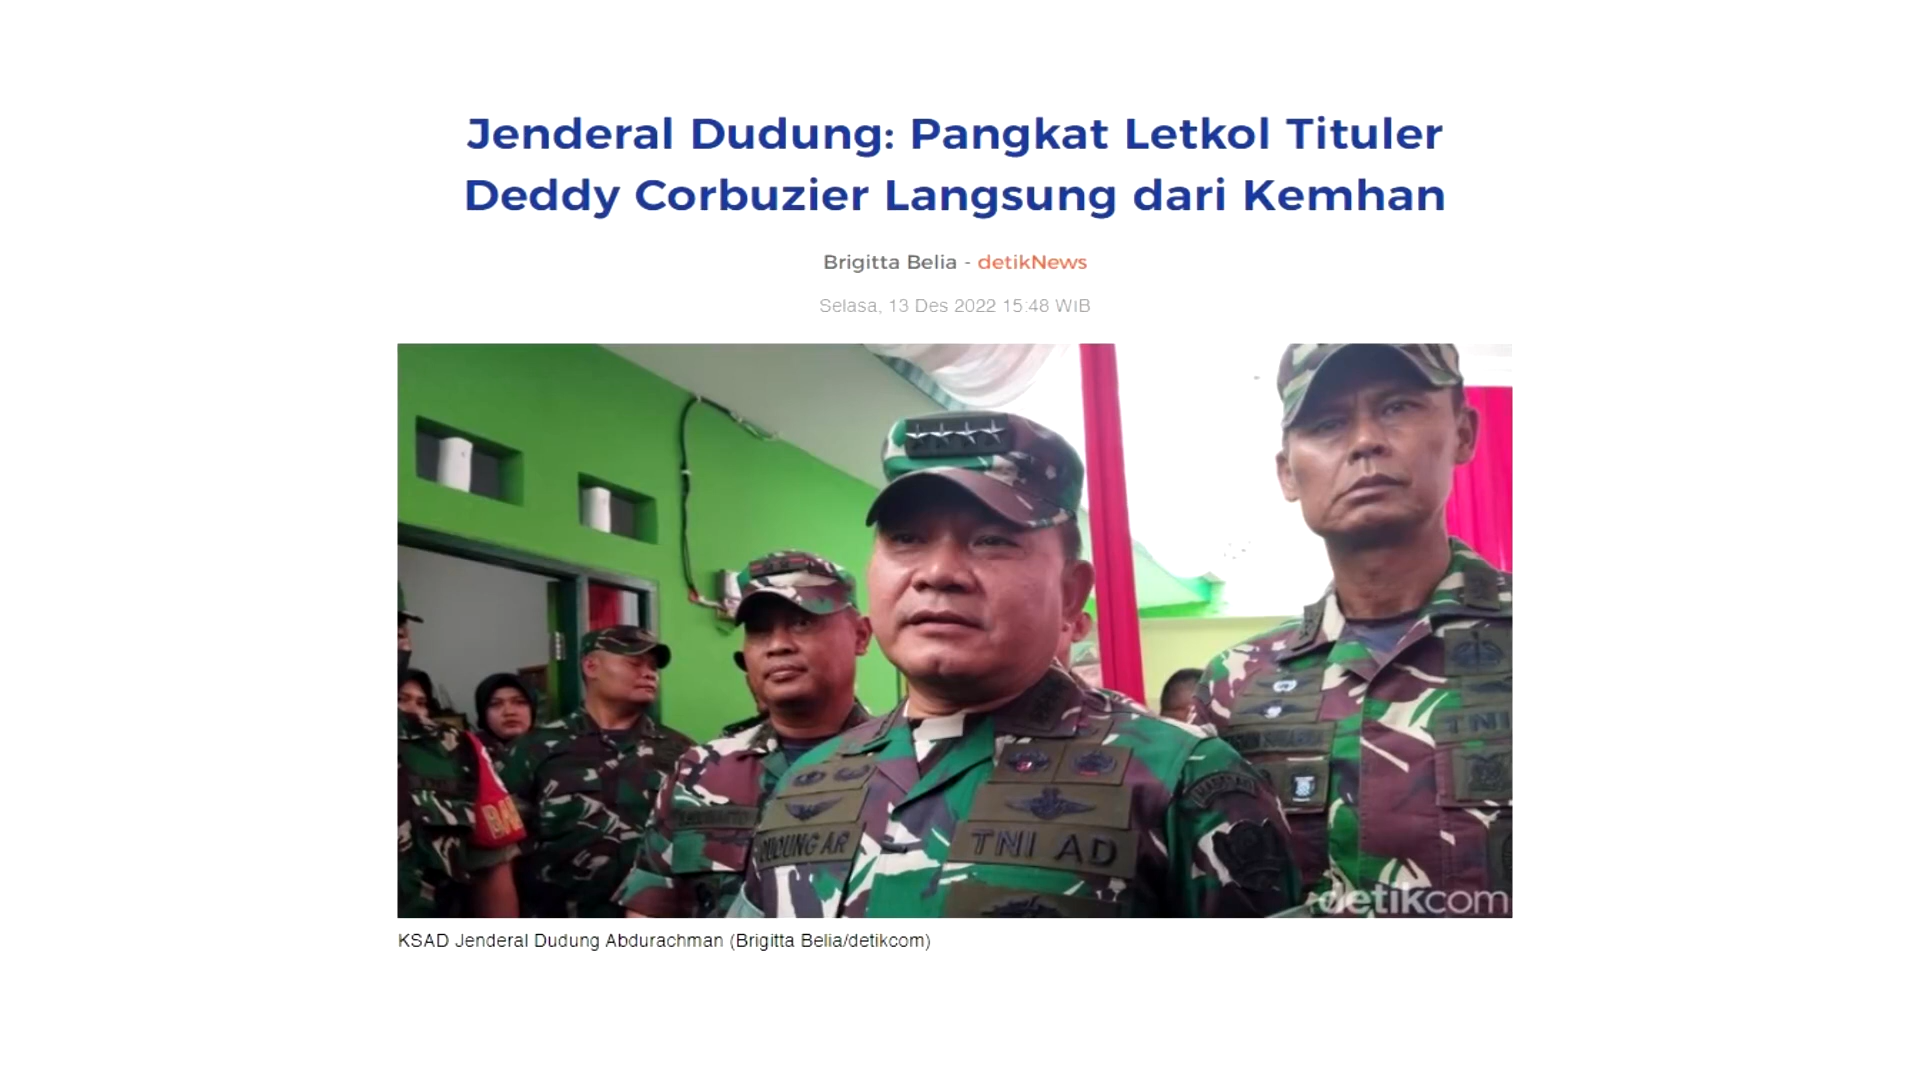 Jenderal Dudung: Pangkat Letkol Tituler
Deddy Corbuzier Langsung dari Kemhan
Brigitta Belia - detikNews
Selasa, 13 Des 2022 15:48 WIB
DUDUNG AR
TNI AD
TNI
detikcom
KSAD Jenderal Dudung Abdurachman (Brigitta Belia/detikcom)